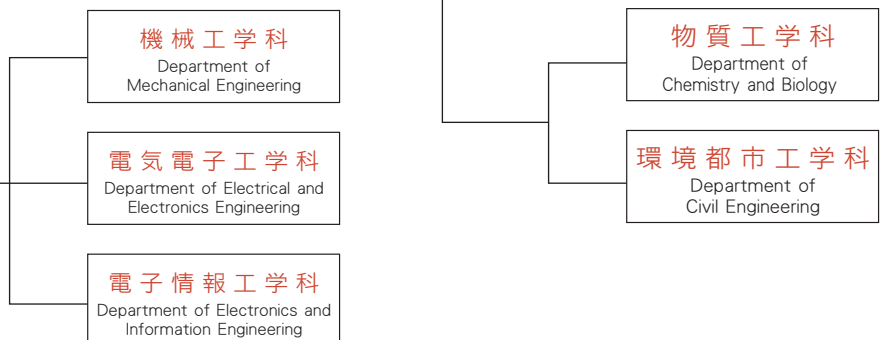 機械工学科
Department of
Mechanical Engineering
電気電子工学科
Department of Electrical and
Electronics Engineering
電子情報工学科
Department of Electronics and
Information Engineering
物質工学科
Department of
Chemistry and Biology
環境都市工学科
Department of
Civil Engineering